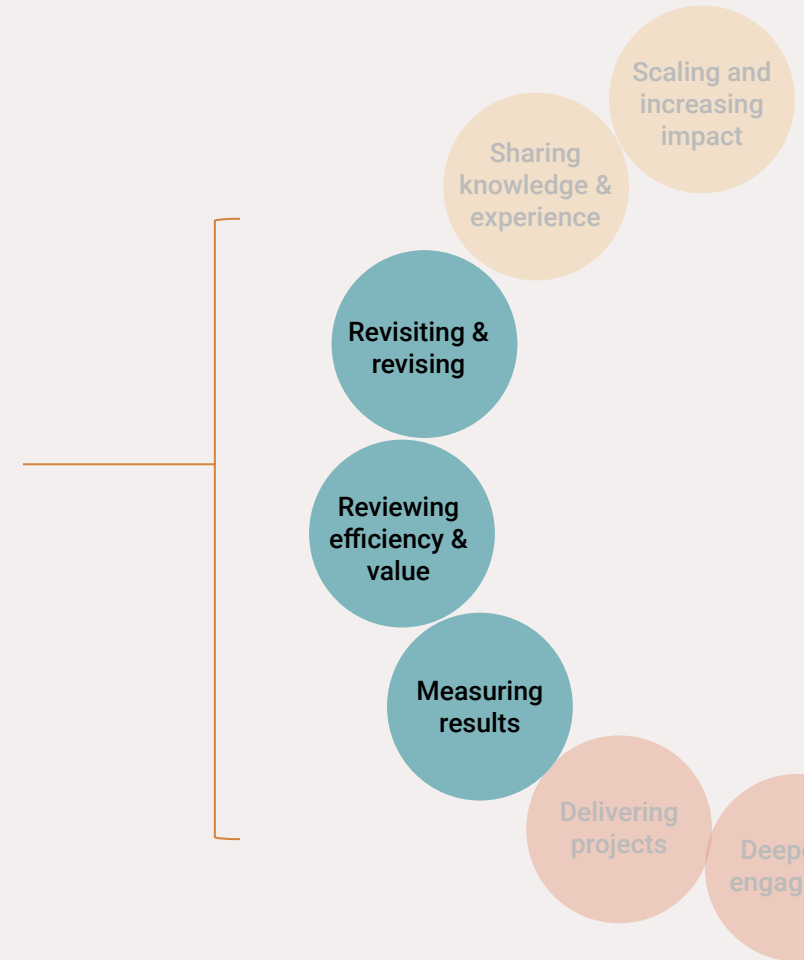 Scaling and
increasing
impact
Sharing
knowledge &
experience
Revisiting &
revising
Reviewing
efficiency &
value
Measuring
results
Delivering
projects